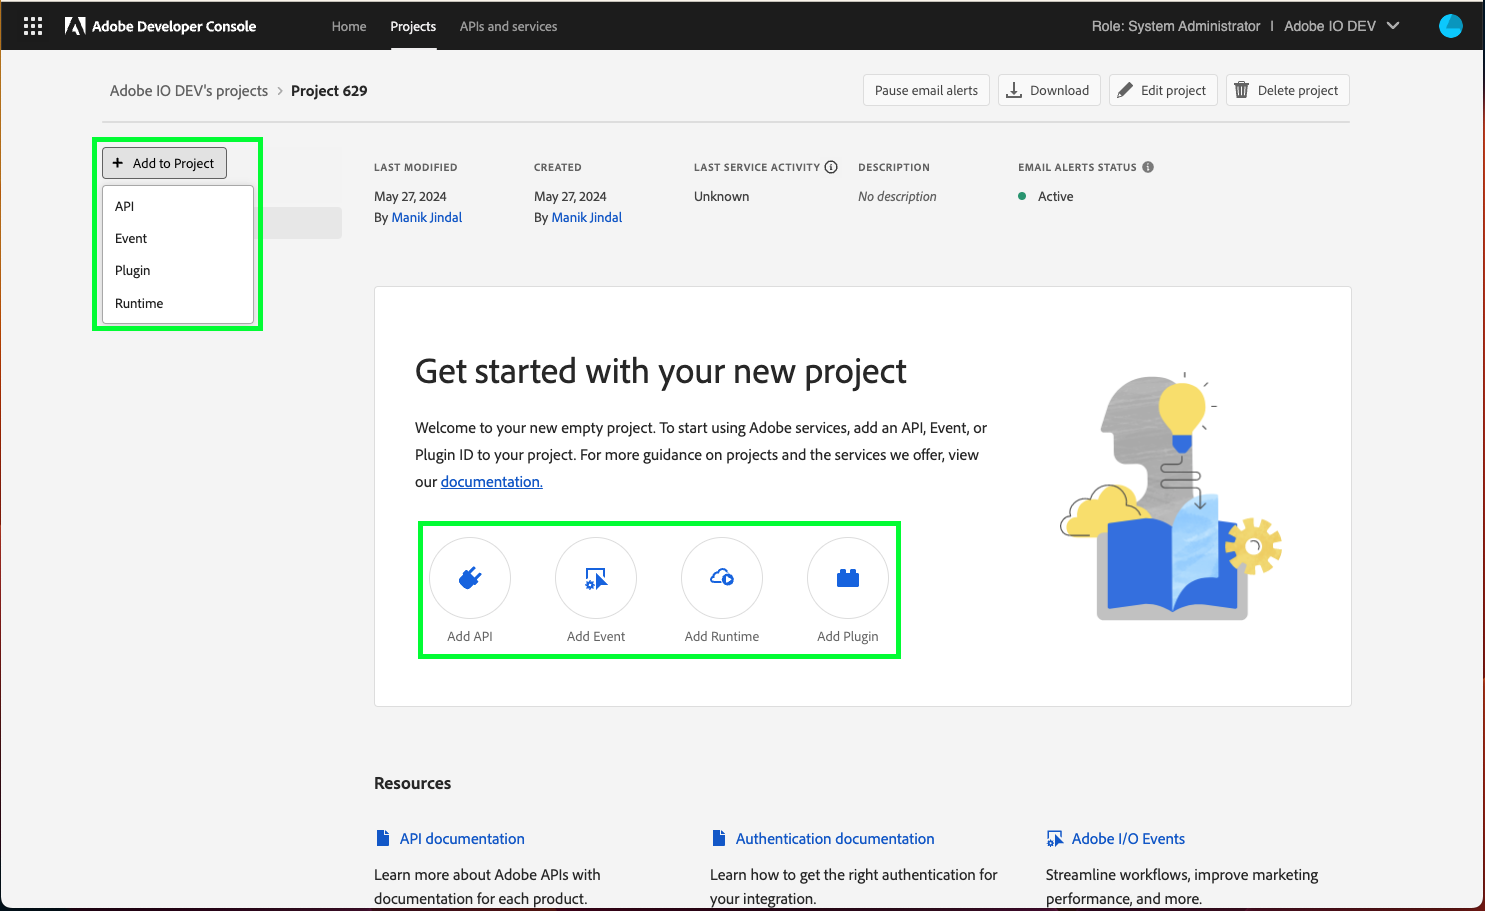 Adobe Developer Console
Home
Projects
APIs and services
Role: System Administrator | Adobe IO DEV
Adobe IO DEV's projects > Project 629
Pause email alerts
Download
Edit project
Delete project
+ Add to Project
API
Event
Plugin
Runtime
LAST MODIFIED
May 27, 2024
By Manik Jindal
CREATED
May 27, 2024
By Manik Jindal
LAST SERVICE ACTIVITY
Unknown
DESCRIPTION
No description
EMAIL ALERTS STATUS
Active
Get started with your new project
Welcome to your new empty project. To start using Adobe services, add an API, Event, or
Plugin ID to your project. For more guidance on projects and the services we offer, view
our documentation.
Add API
Add Event
Add Runtime
Add Plugin
Resources
API documentation
Learn more about Adobe APIs with
documentation for each product.
Authentication documentation
Learn how to get the right authentication for
your integration.
Adobe I/O Events
Streamline workflows, improve marketing
performance, and more.